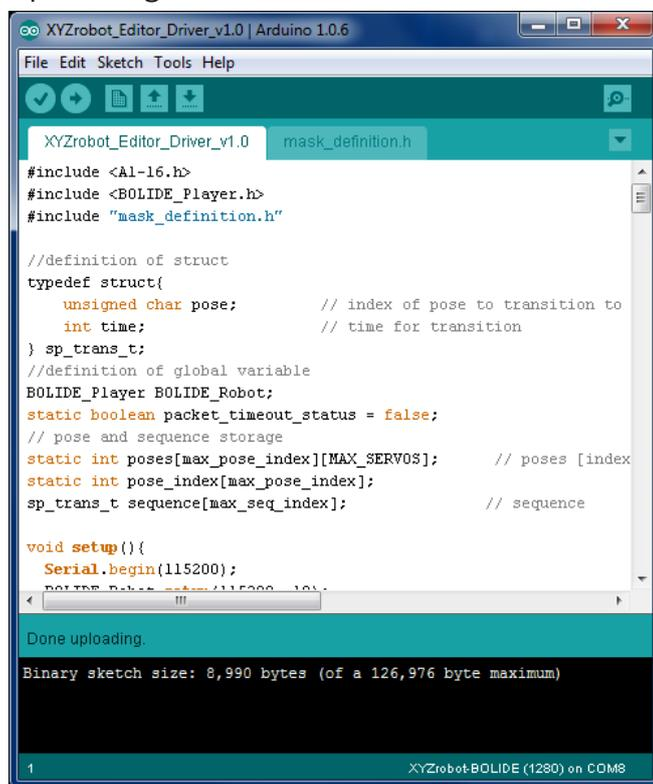 XYZrobot_Editor_Driver_v1.0 | Arduino 1.0.6
File Edit Sketch Tools Help
XYZrobot_Editor_Driver_v1.0 mask_definition.h
#include <A1-16.h>
#include <BOLIDE_Player.h>
#include "mask_definition.h"
//definition of struct
typedef struct{
unsigned char pose; // index of pose to transition to
int time; // time for transition
} sp_trans_t;
//definition of global variable
BOLIDE_Player BOLIDE_Robot;
static boolean packet_timeout_status = false;
// pose and sequence storage
static int poses[max_pose_index][MAX_SERVOS]; // poses [index
static int pose_index[max_pose_index];
sp_trans_t sequence[max_seq_index]; // sequence
void setup(){
Serial.begin(115200);
Done uploading.
Binary sketch size: 8,990 bytes (of a 126,976 byte maximum)
1 XYZrobot-BOLIDE (1280) on COM8